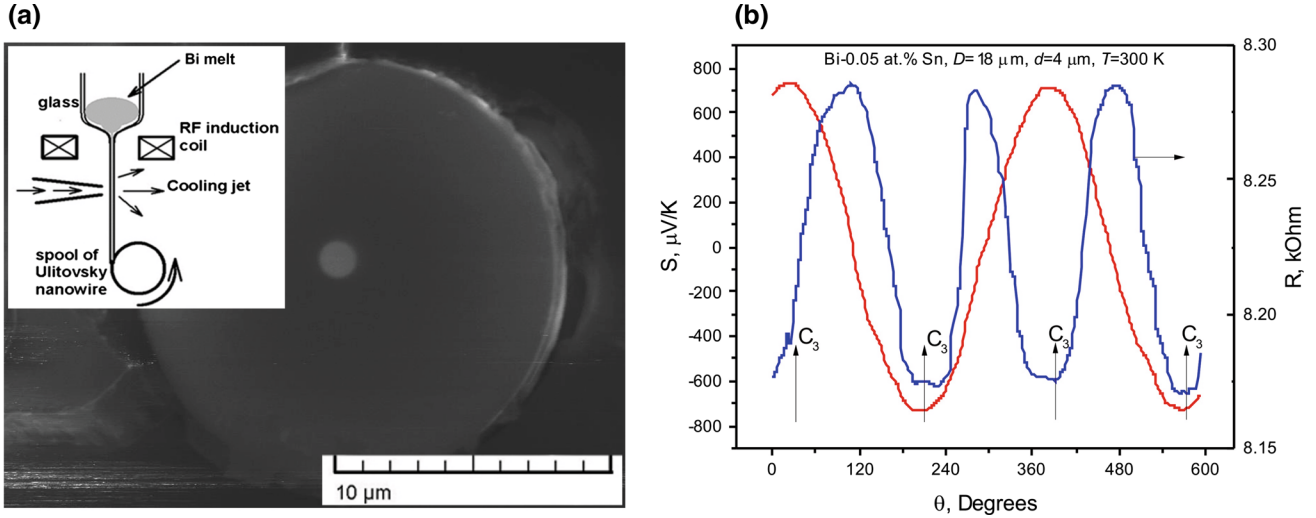 (a)
Bi melt
glass
RF induction
coil
Cooling jet
spool of
Ulitovsky
nanowire
10 µm
(b)
Bi-0.05 at.% Sn, D= 18 µm, d=4 µm, T=300 K
S, µV/K
800
600
400
200
0
-200
-400
-600
-800
8.30
8.25
8.20
8.15
R, kOhm
C3
C3
C3
C3
0
120
240
360
480
600
θ, Degrees